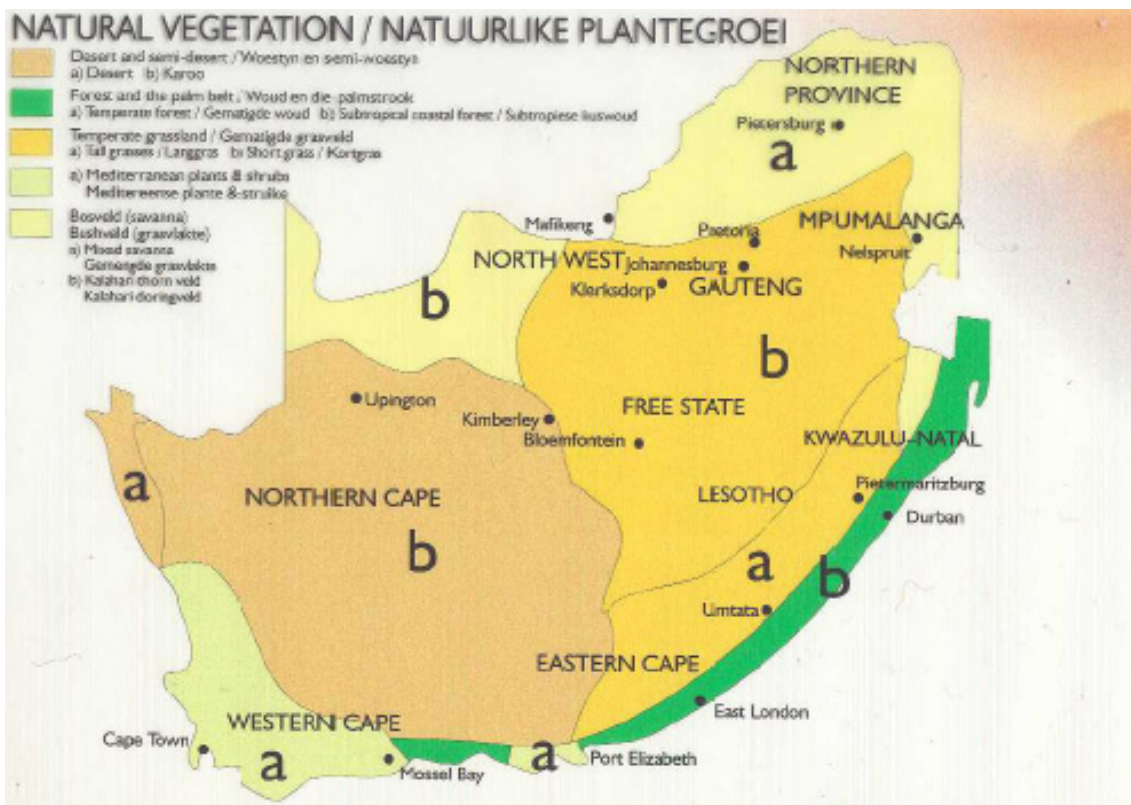 NATURAL VEGETATION / NATUURLIKE PLANTEGROEI
Desert and semi-desert / Woestyn en semi-woestyn
a) Desert b) Karoo
Forest and the palm belt / Woud en die palmstrook
a) Temperate forest / Gematigde woud b) Subtropical coastal forest / Subtropiese kuswoud
Temperate grassland / Gematigde grasveld
a) Tall grasses / Langgras b) Short grass / Kortgras
a) Mediterranean plants & shrubs
Mediterreense plante & struike
Bosveld (savanna)
Bushveld (grasvlakte)
a) Mixed savanna
Gemengde grasvlakte
b) Kalahari thorn veld
Kalahari doringveld
NORTHERN
PROVINCE
Pietersburg
a
Mafikeng
MPUMALANGA
Pretoria
Nelspruit
NORTH WEST
Johannesburg
Klerksdorp
GAUTENG
b
b
Upington
Kimberley
FREE STATE
Bloemfontein
KWAZULU-NATAL
a
NORTHERN CAPE
LESOTHO
Pietermaritzburg
Durban
b
a
b
Umtata
EASTERN CAPE
East London
WESTERN CAPE
Cape Town
a
Mossel Bay
a
Port Elizabeth